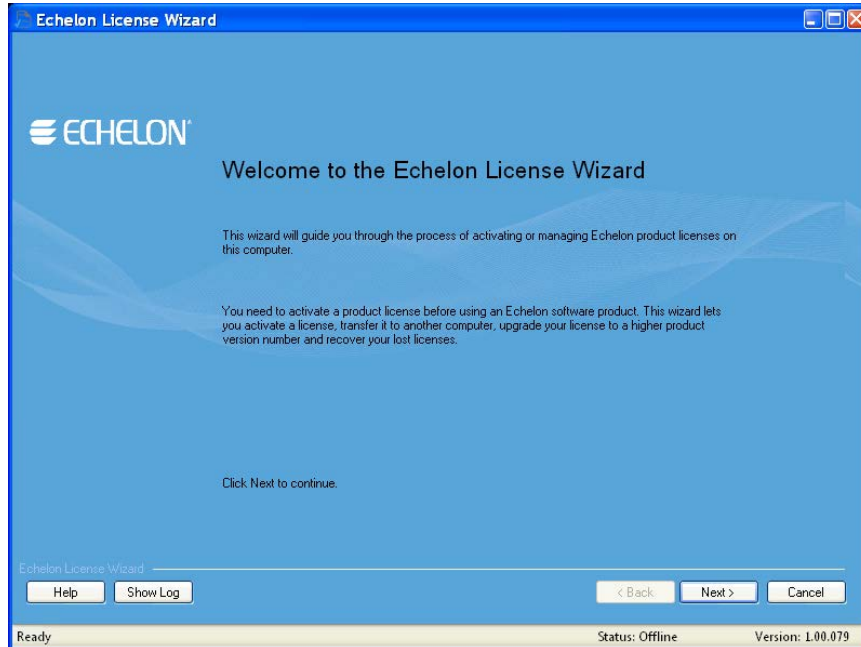 Echelon License Wizard
ECHELON®
Welcome to the Echelon License Wizard
This wizard will guide you through the process of activating or managing Echelon product licenses on
this computer.
You need to activate a product license before using an Echelon software product. This wizard lets
you activate a license, transfer it to another computer, upgrade your license to a higher product
version number and recover your lost licenses.
Click Next to continue.
Echelon License Wizard
Help Show Log < Back Next > Cancel
Ready Status: Offline Version: 1.00.079